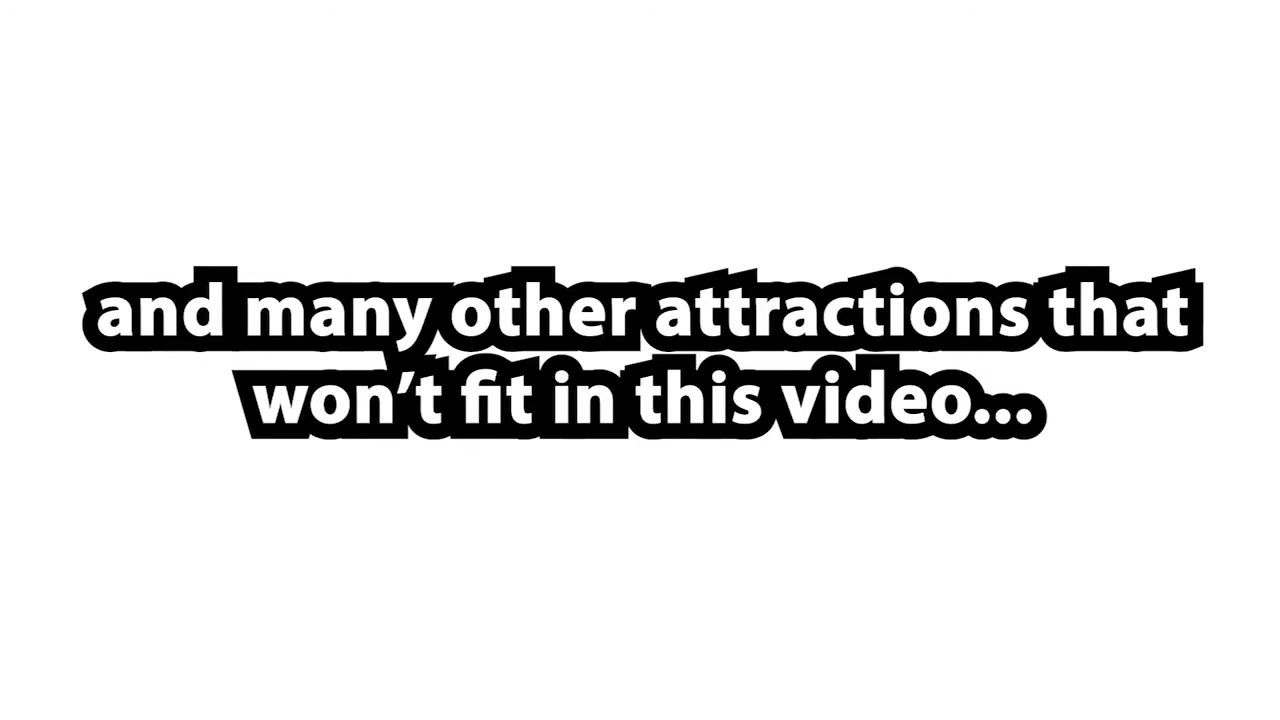 and many other attractions that
won’t fit in this video...